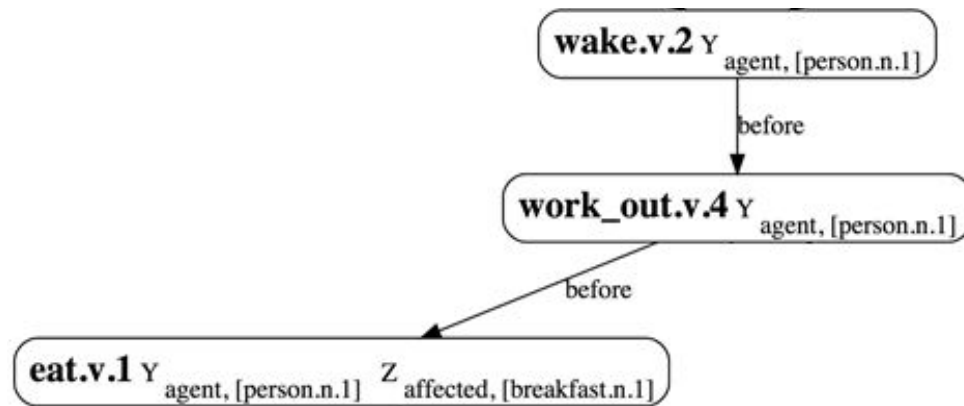 wake.v.2 Y agent, [person.n.1]
before
work_out.v.4 Y agent, [person.n.1]
before
eat.v.1 Y agent, [person.n.1] Z affected, [breakfast.n.1]